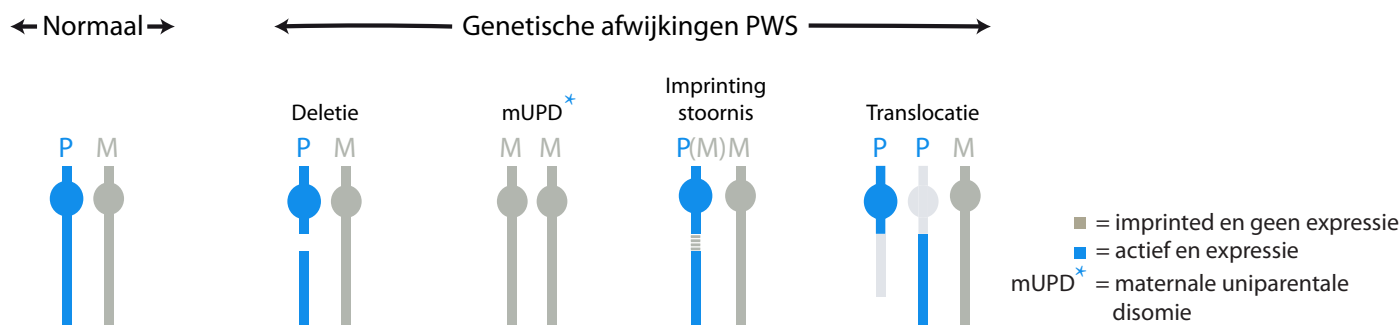 Normaal
Genetische afwijkingen PWS
Deletie
mUPD*
Imprinting
stoornis
Translocatie
P M
P M
M M
P(M) M
P P M
= imprinted en geen expressie
= actief en expressie
mUPD* = maternale uniparentale
disomie